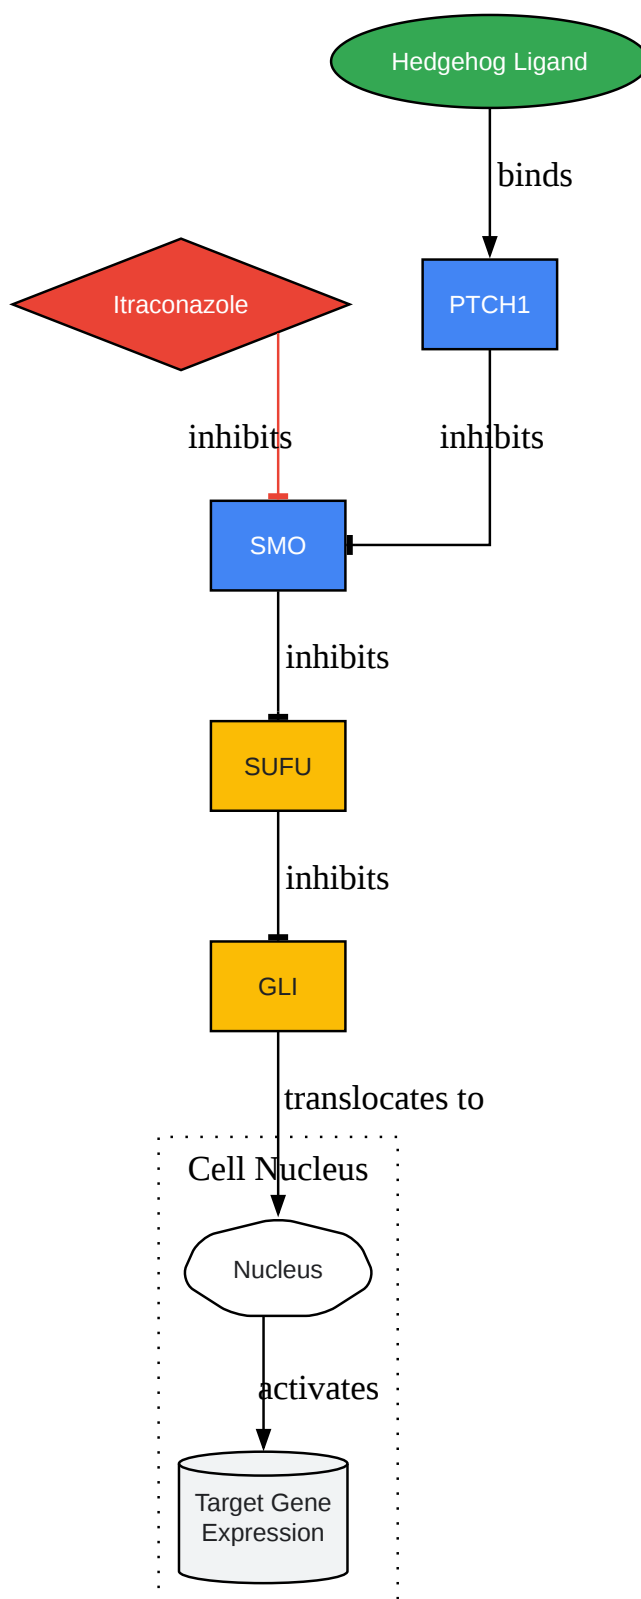 Hedgehog Ligand
binds
Itraconazole
PTCH1
inhibits
inhibits
SMO
inhibits
SUFU
inhibits
GLI
translocates to
Cell Nucleus
Nucleus
activates
Target Gene
Expression